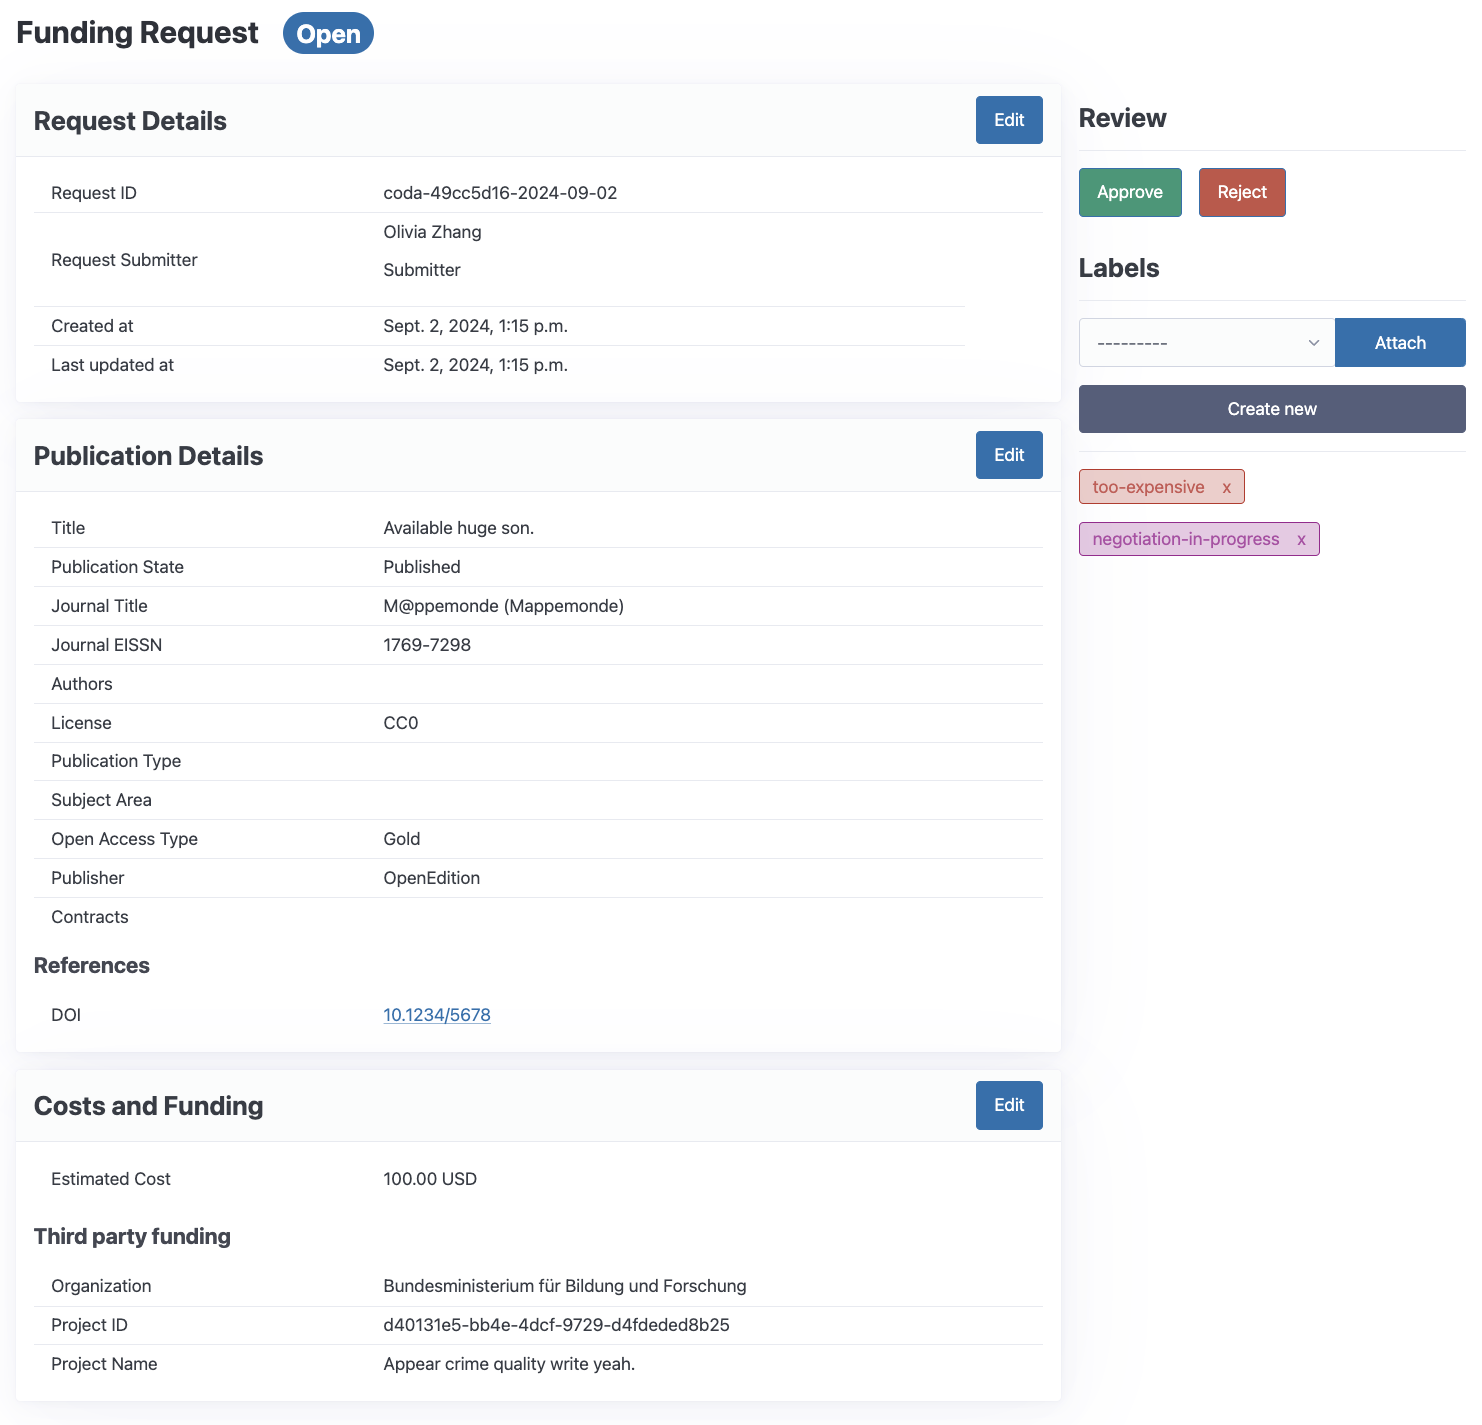 Funding Request Open
Request Details Edit
Request ID coda-49cc5d16-2024-09-02
Request Submitter Olivia Zhang
Submitter
Created at Sept. 2, 2024, 1:15 p.m.
Last updated at Sept. 2, 2024, 1:15 p.m.
Publication Details Edit
Title Available huge son.
Publication State Published
Journal Title M@ppemonde (Mappemonde)
Journal EISSN 1769-7298
Authors
License CC0
Publication Type
Subject Area
Open Access Type Gold
Publisher OpenEdition
Contracts
References
DOI 10.1234/5678
Costs and Funding Edit
Estimated Cost 100.00 USD
Third party funding
Organization Bundesministerium für Bildung und Forschung
Project ID d40131e5-bb4e-4dcf-9729-d4fdeded8b25
Project Name Appear crime quality write yeah.
Review
Approve Reject
Labels
--------- Attach
Create new
too-expensive x
negotiation-in-progress x